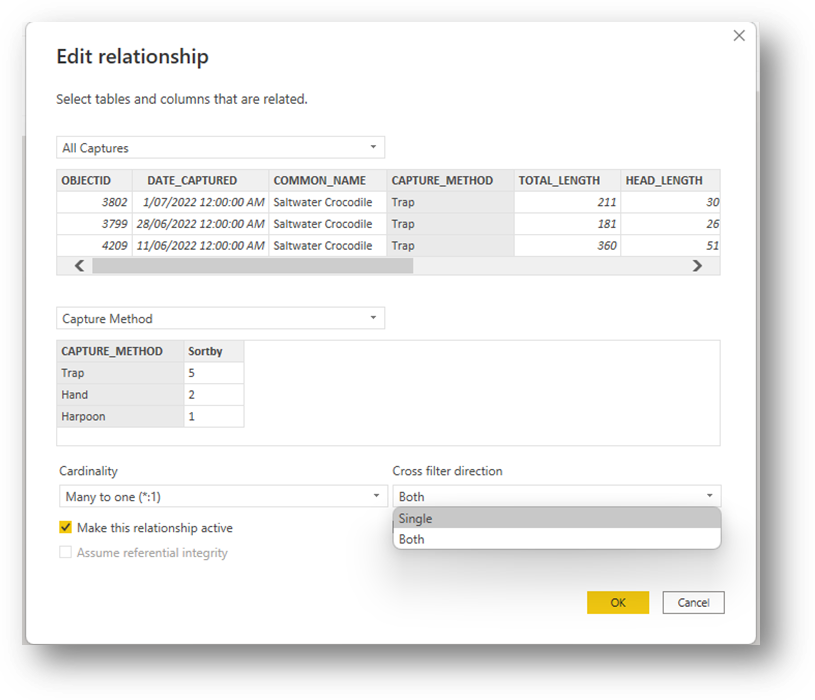 Edit relationship
Select tables and columns that are related.
All Captures
OBJECTID DATE_CAPTURED COMMON_NAME CAPTURE_METHOD TOTAL_LENGTH HEAD_LENGTH
3802 1/07/2022 12:00:00 AM Saltwater Crocodile Trap 211 30
3799 28/06/2022 12:00:00 AM Saltwater Crocodile Trap 181 26
4209 11/06/2022 12:00:00 AM Saltwater Crocodile Trap 360 51
Capture Method
CAPTURE_METHOD Sortby
Trap 5
Hand 2
Harpoon 1
Cardinality Cross filter direction
Many to one (*:1) Both
Single
Make this relationship active
Both
Assume referential integrity
OK Cancel